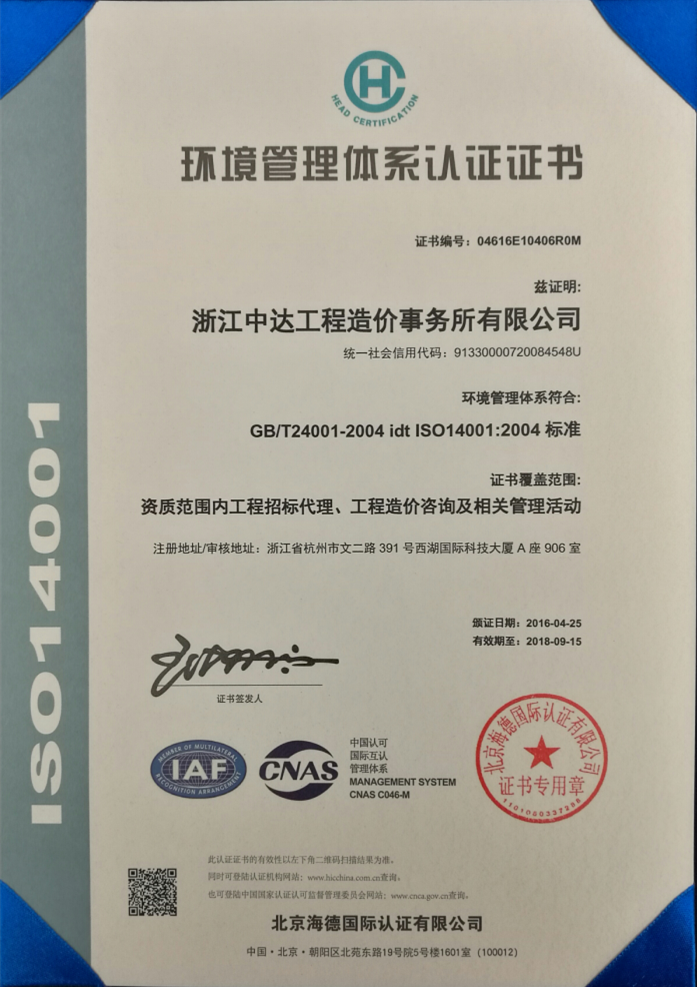 HEAD CERTIFICATION
环境管理体系认证证书
证书编号：04616E10406R0M
兹证明:
浙江中达工程造价事务所有限公司
统一社会信用代码：91330000720084548U
环境管理体系符合:
GB/T24001-2004 idt ISO14001:2004 标准
证书覆盖范围:
资质范围内工程招标代理、工程造价咨询及相关管理活动
注册地址/审核地址：浙江省杭州市文二路 391 号西湖国际科技大厦 A 座 906 室
ISO14001
颁证日期：2016-04-25
有效期至：2018-09-15
证书签发人
MEMBER OF MULTILATERAL
IAF
RECOGNITION ARRANGEMENT
CNAS
中国认可
国际互认
管理体系
MANAGEMENT SYSTEM
CNAS C046-M
北京海德国际认证有限公司
证书专用章
此认证证书的有效性以左下角二维码扫描结果为准。
同时可登陆认证机构网站：www.hicchina.com.cn查询。
也可登陆中国国家认证认可监督管理委员会网站：www.cnca.gov.cn查询。
北京海德国际认证有限公司
中国·北京·朝阳区北苑东路19号院5号楼1601室（100012）